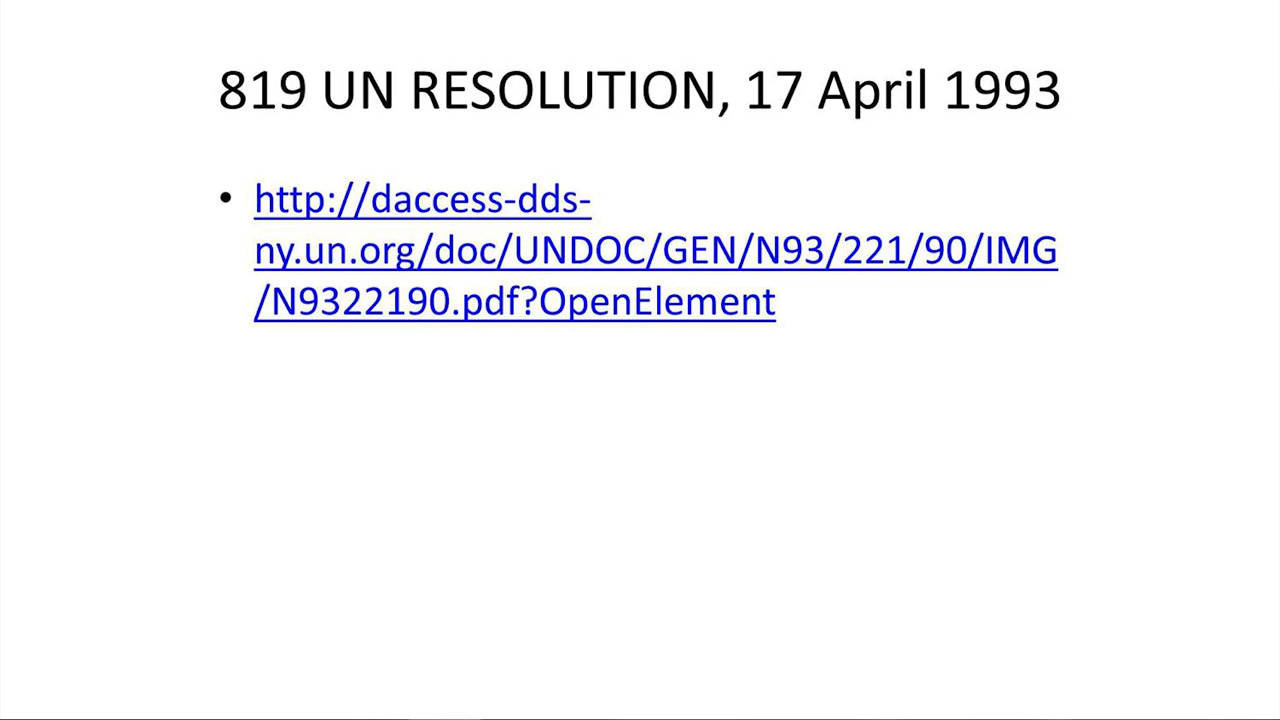 819 UN RESOLUTION, 17 April 1993
• http://daccess-dds-
ny.un.org/doc/UNDOC/GEN/N93/221/90/IMG
/N9322190.pdf?OpenElement